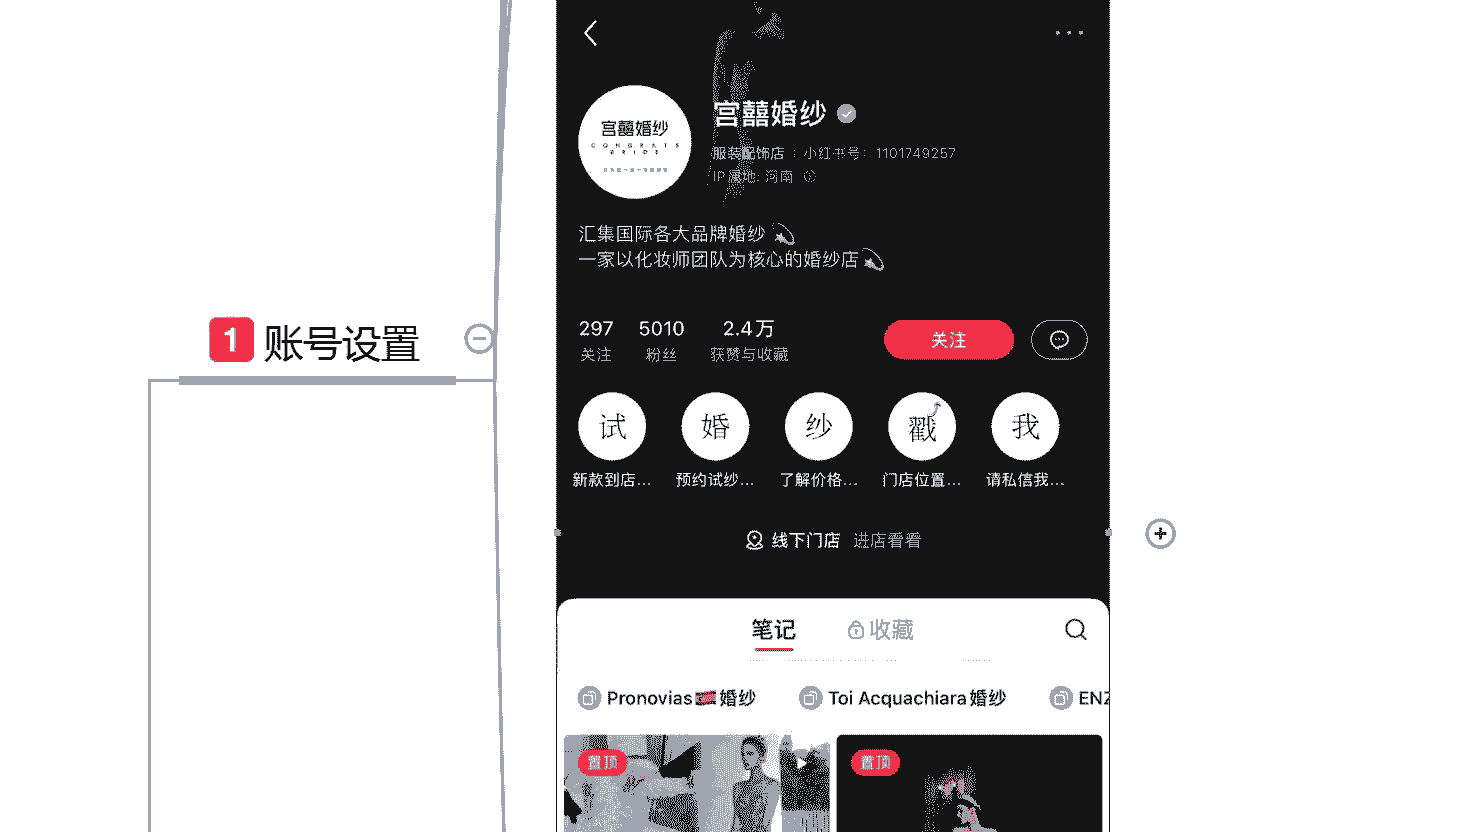 1 账号设置
宫囍婚纱
CONGRATS
BRIDE
宫囍婚纱
服装配饰店
小红书号：1101749257
IP属地：河南
汇集国际各大品牌婚纱
一家以化妆师团队为核心的婚纱店
297 5010 2.4万
关注 粉丝 获赞与收藏
关注
试 婚 纱 戳 我
新款到店... 预约试纱... 了解价格... 门店位置... 请私信我...
线下门店 进店看看
笔记 收藏
Pronovias 婚纱 Toi Acquachiara婚纱 ENZ
置顶 置顶